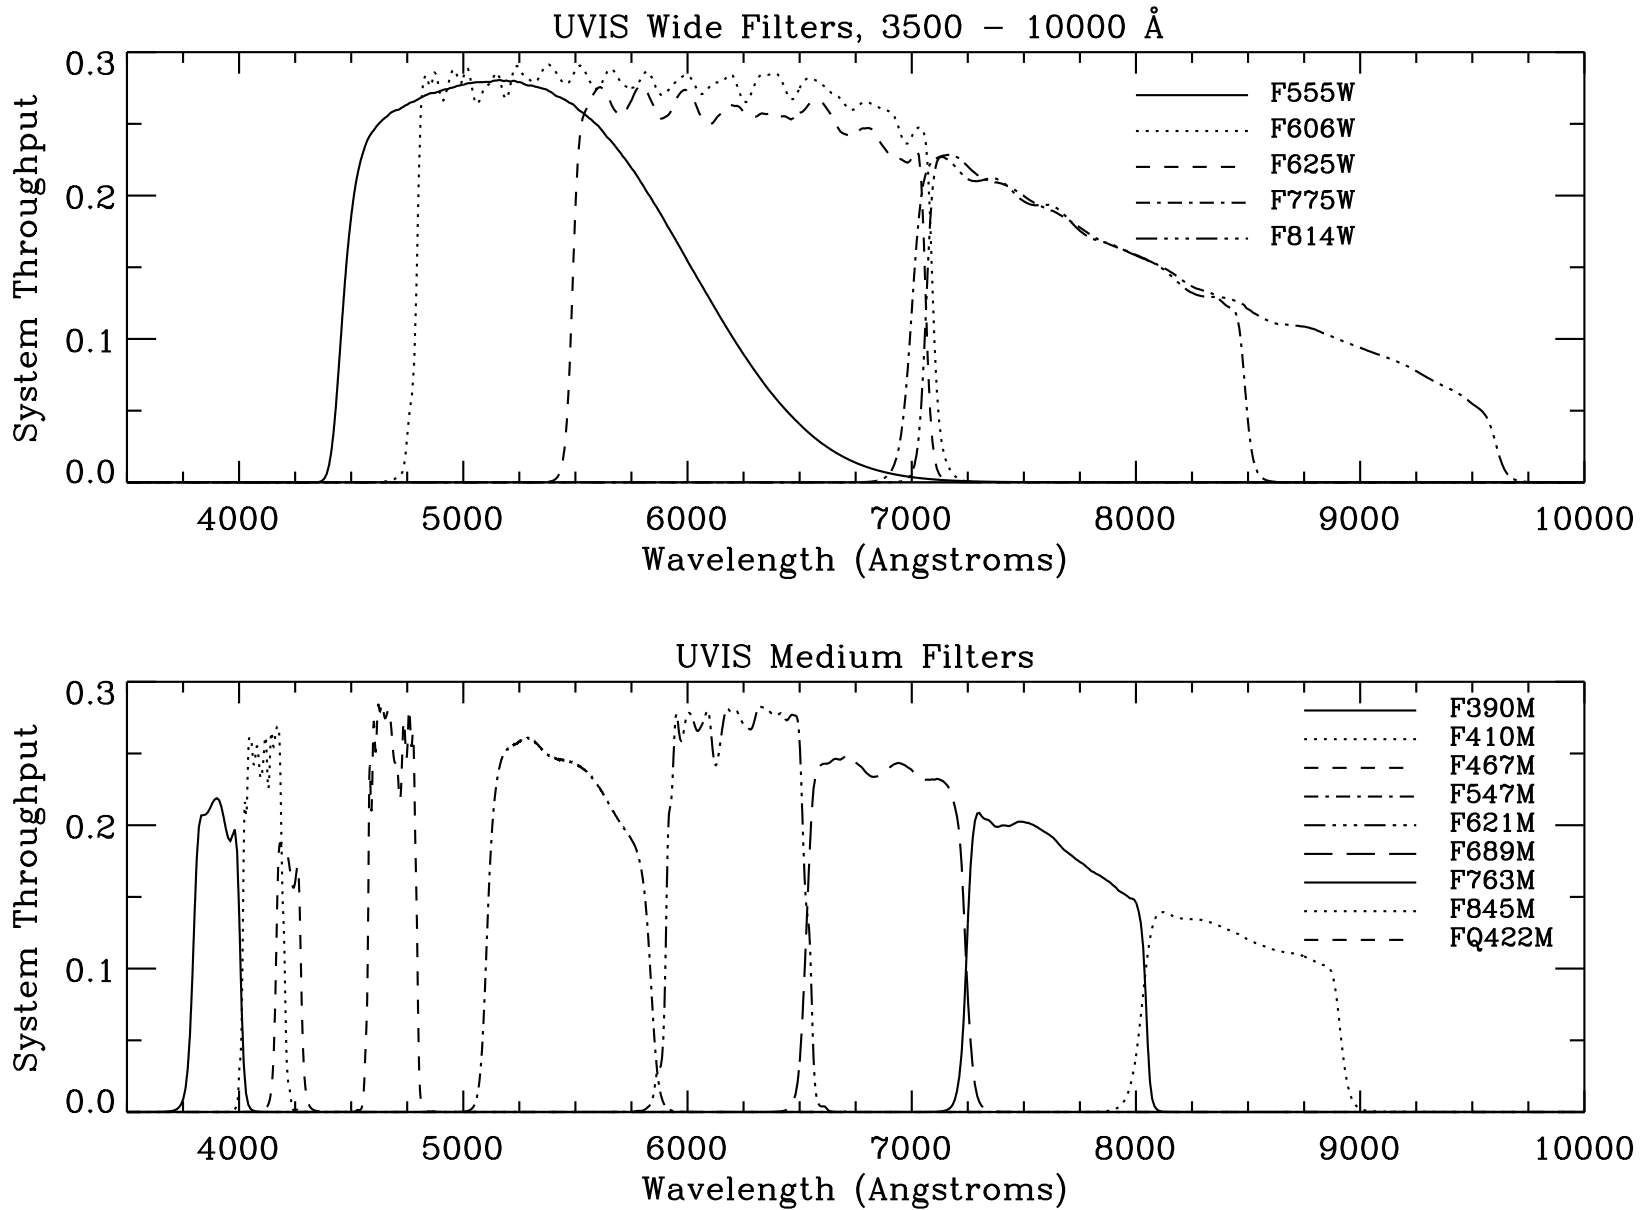 UVIS Wide Filters, 3500 – 10000 Å
0.3
0.2
0.1
0.0
System Throughput
F555W
F606W
F625W
F775W
F814W
4000 5000 6000 7000 8000 9000 10000
Wavelength (Angstroms)
UVIS Medium Filters
0.3
0.2
0.1
0.0
System Throughput
F390M
F410M
F467M
F547M
F621M
F689M
F763M
F845M
FQ422M
4000 5000 6000 7000 8000 9000 10000
Wavelength (Angstroms)